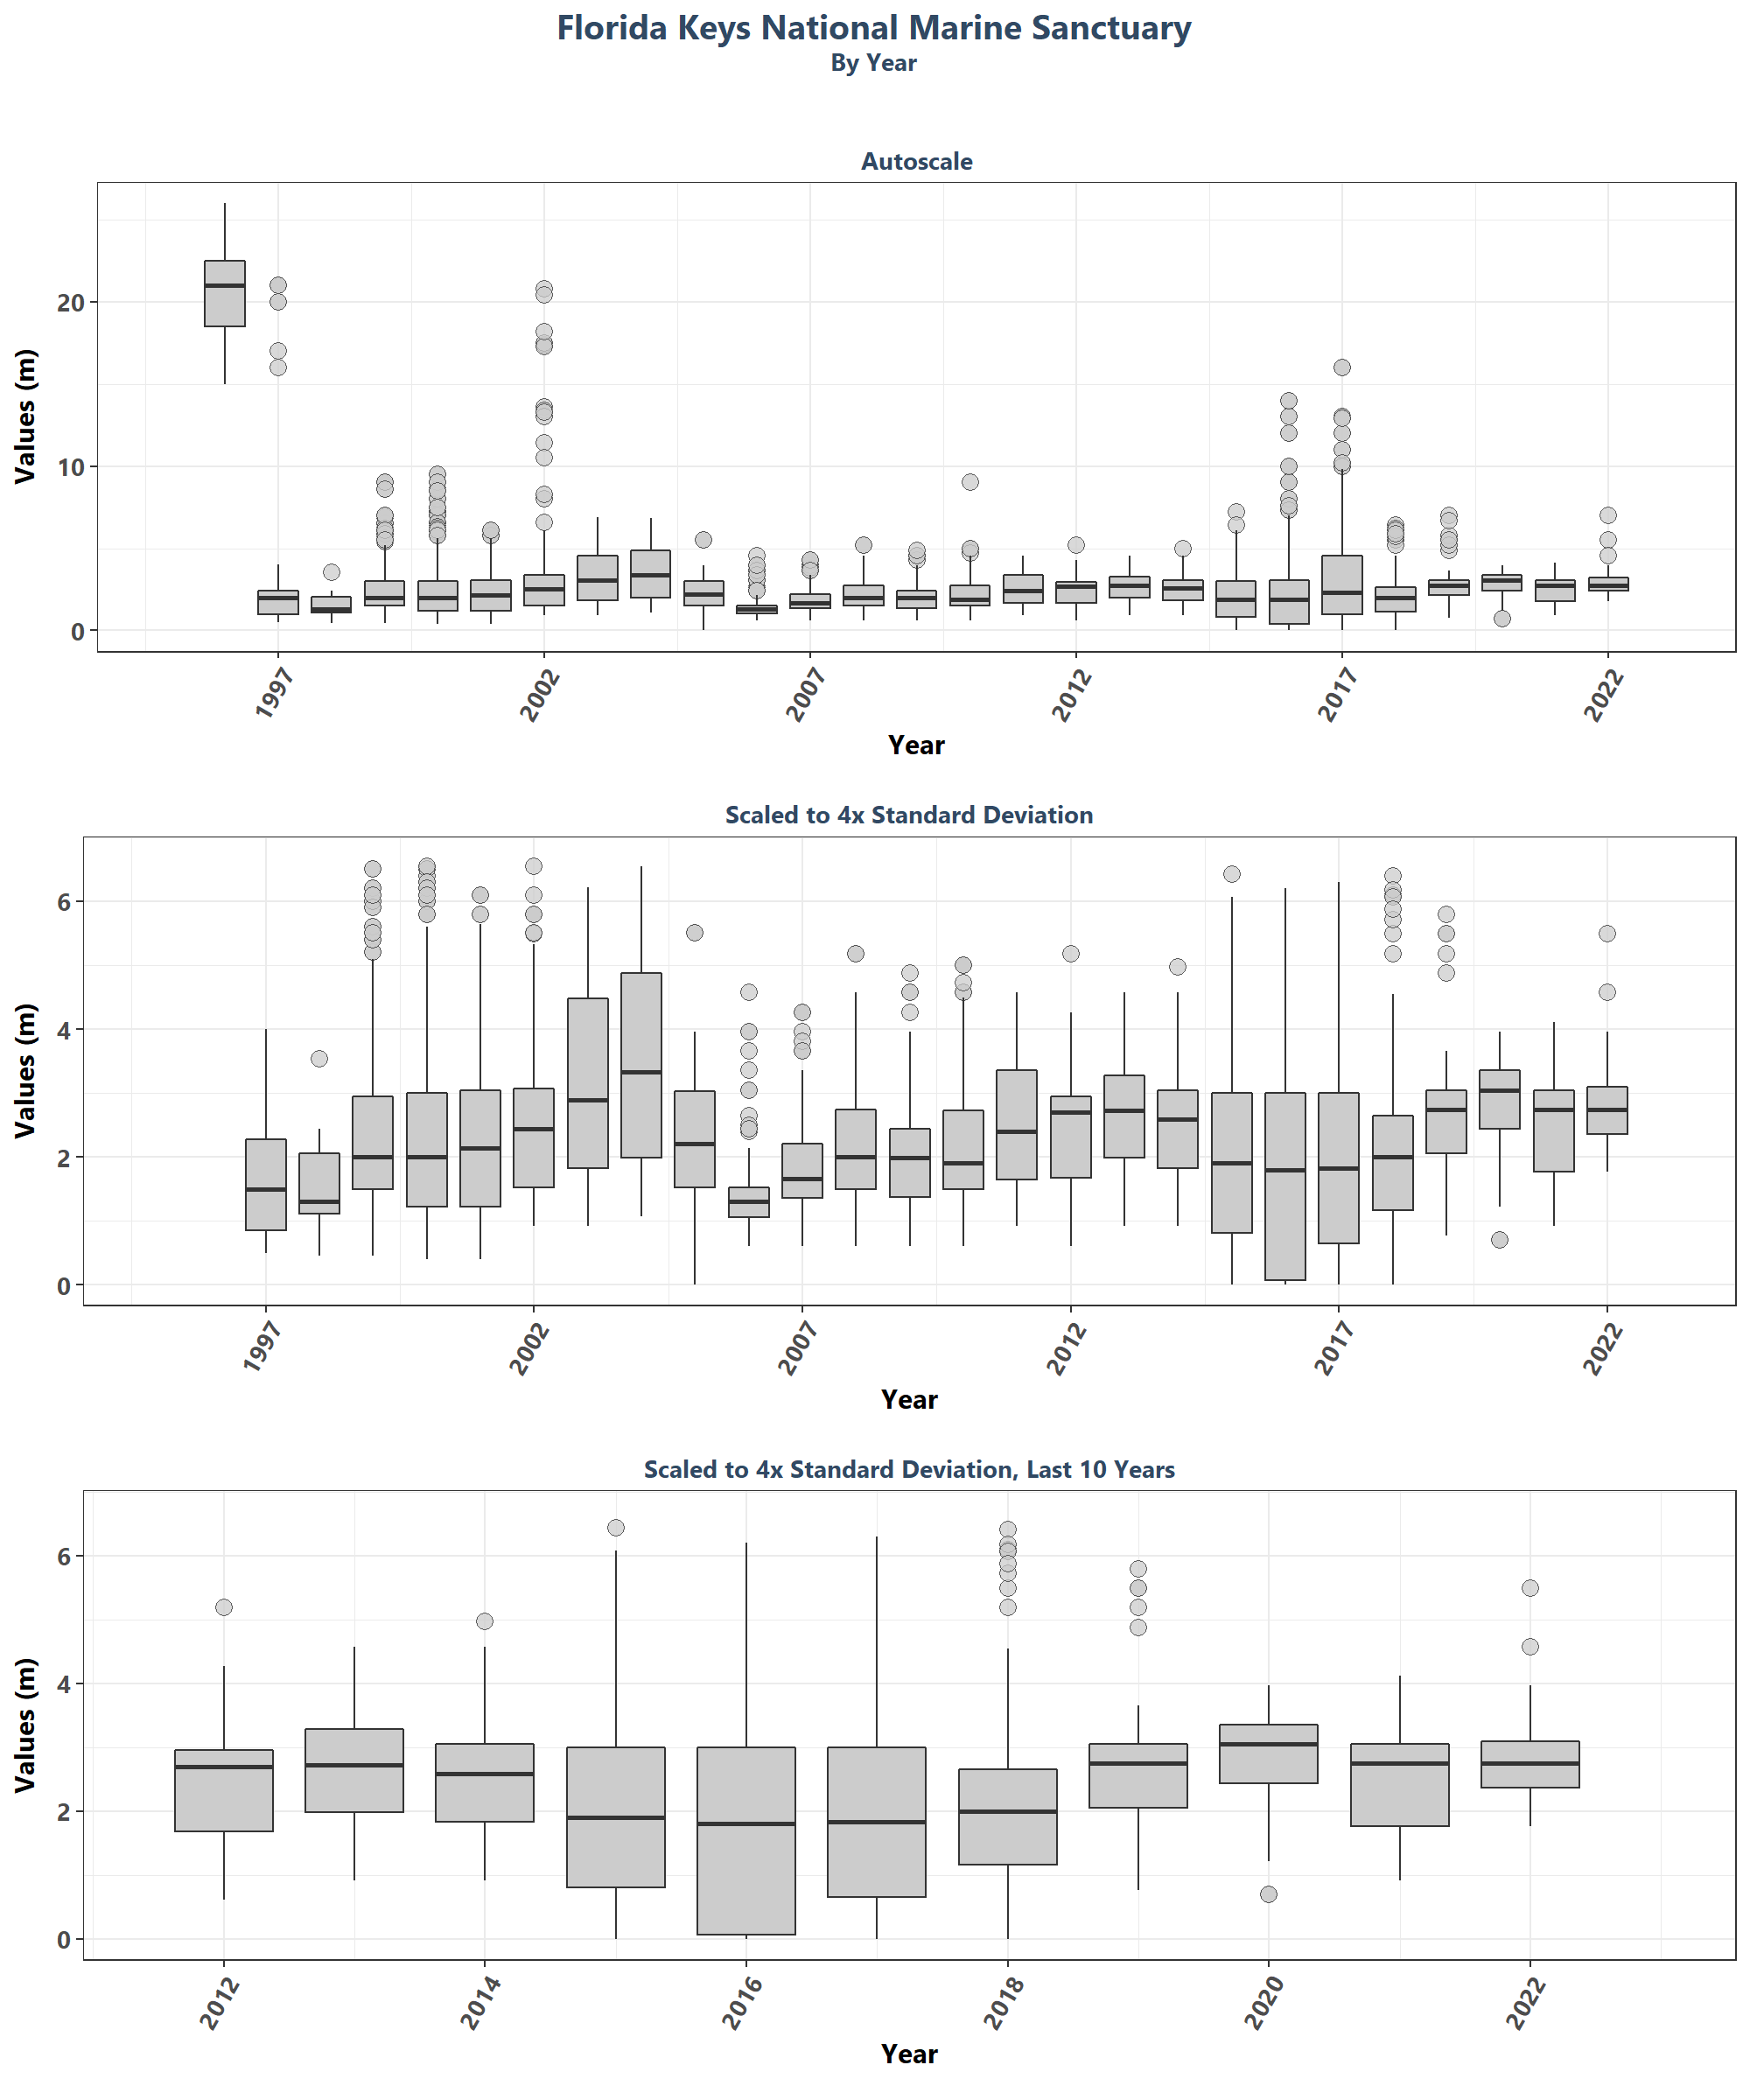 Florida Keys National Marine Sanctuary
By Year
Autoscale
Values (m)
20
10
0
1997
2002
2007
2012
2017
2022
Year
Scaled to 4x Standard Deviation
Values (m)
6
4
2
0
1997
2002
2007
2012
2017
2022
Year
Scaled to 4x Standard Deviation, Last 10 Years
Values (m)
6
4
2
0
2012
2014
2016
2018
2020
2022
Year